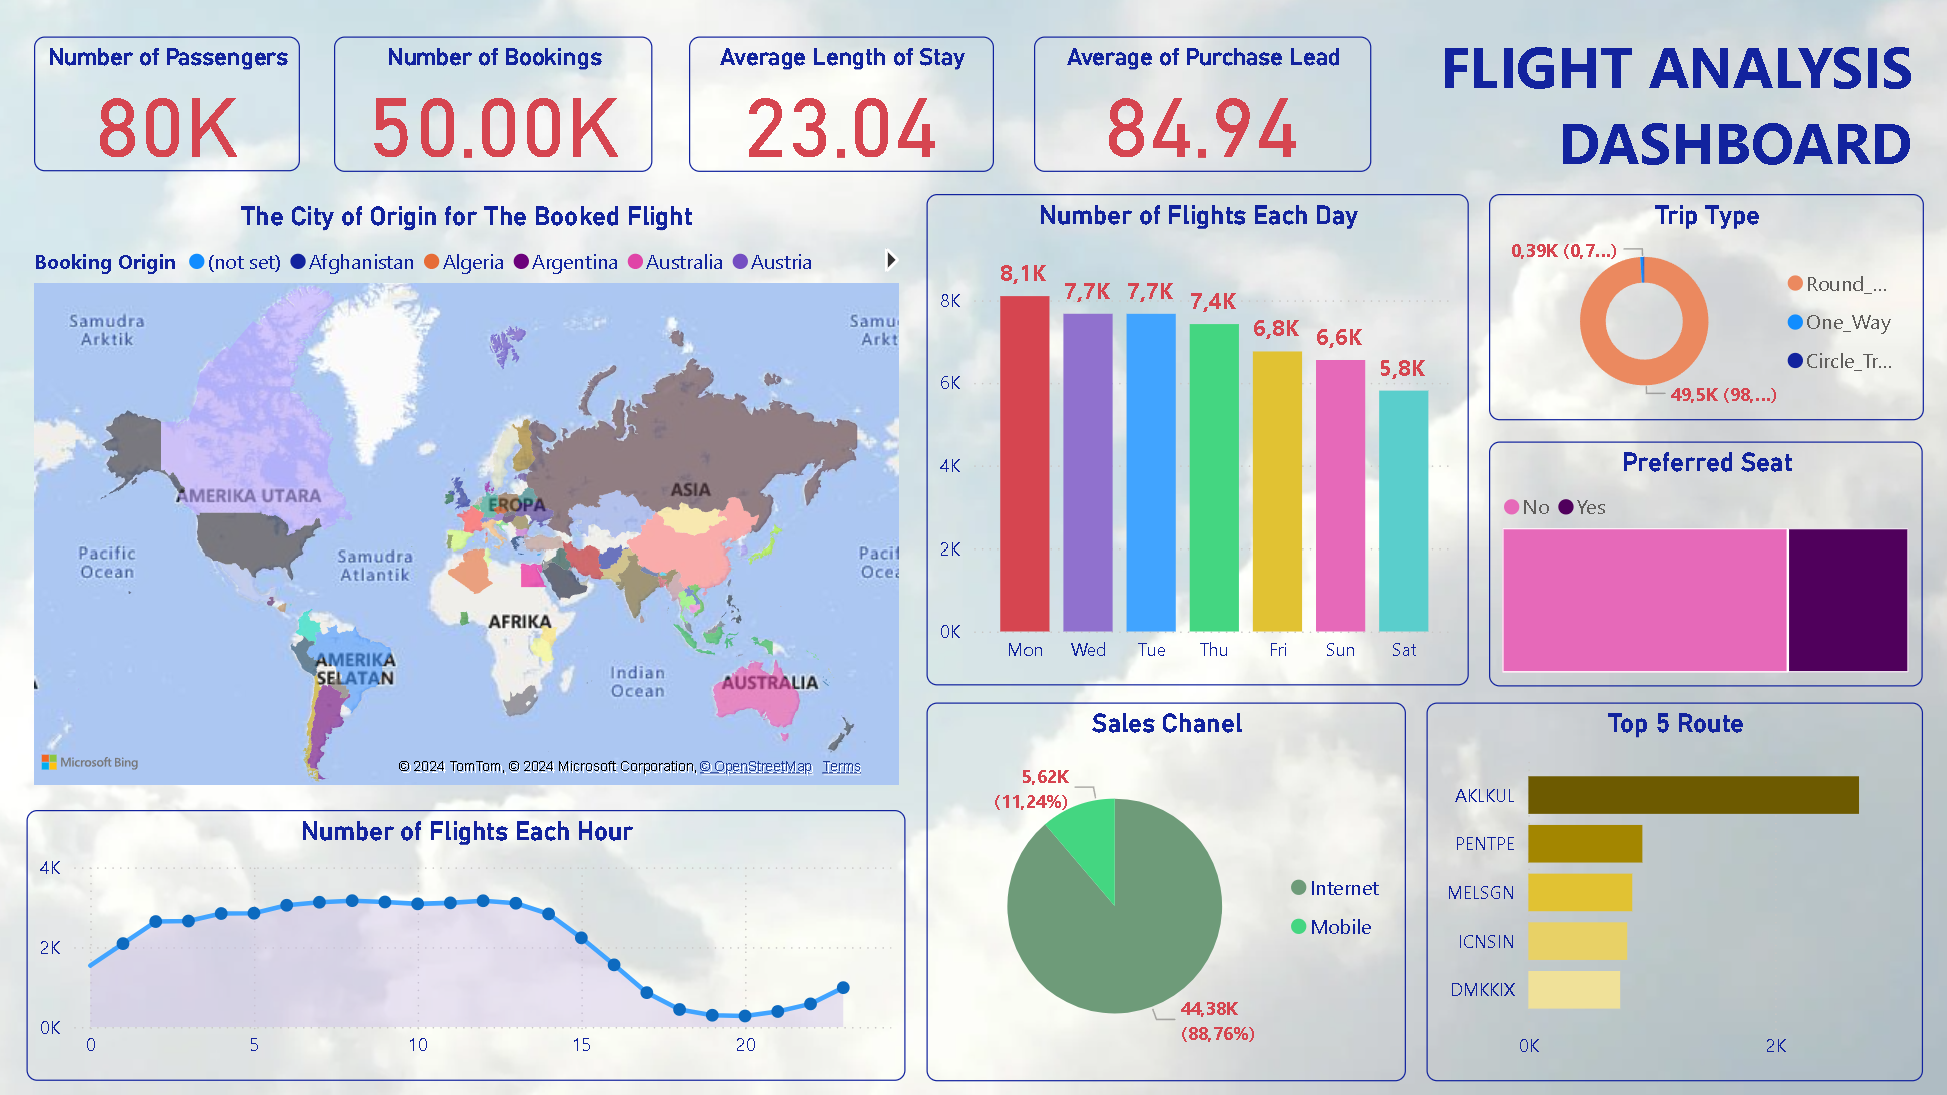 Number of Passengers
80K
Number of Bookings
50.00K
Average Length of Stay
23.04
Average of Purchase Lead
84.94
FLIGHT ANALYSIS
DASHBOARD
The City of Origin for The Booked Flight
Booking Origin (not set) Afghanistan Algeria Argentina Australia Austria
Samudra
Arktik
Samu
Arkt
AMERIKA UTARA
EROPA
ASIA
Pacific
Ocean
Samudra
Atlantik
Pacif
Ocea
AFRIKA
AMERIKA
SELATAN
Indian
Ocean
AUSTRALIA
Microsoft Bing
© 2024 TomTom, © 2024 Microsoft Corporation, © OpenStreetMap Terms
Number of Flights Each Hour
4K
2K
0K
0 5 10 15 20
Number of Flights Each Day
8K
6K
4K
2K
0K
8,1K
7,7K
7,7K
7,4K
6,8K
6,6K
5,8K
Mon Wed Tue Thu Fri Sun Sat
Trip Type
0,39K (0,7...)
49,5K (98,...)
Round_...
One_Way
Circle_Tr...
Preferred Seat
No Yes
Sales Chanel
5,62K
(11,24%)
44,38K
(88,76%)
Internet
Mobile
Top 5 Route
AKLKUL
PENTPE
MELSGN
ICNSIN
DMKKIX
0K 2K